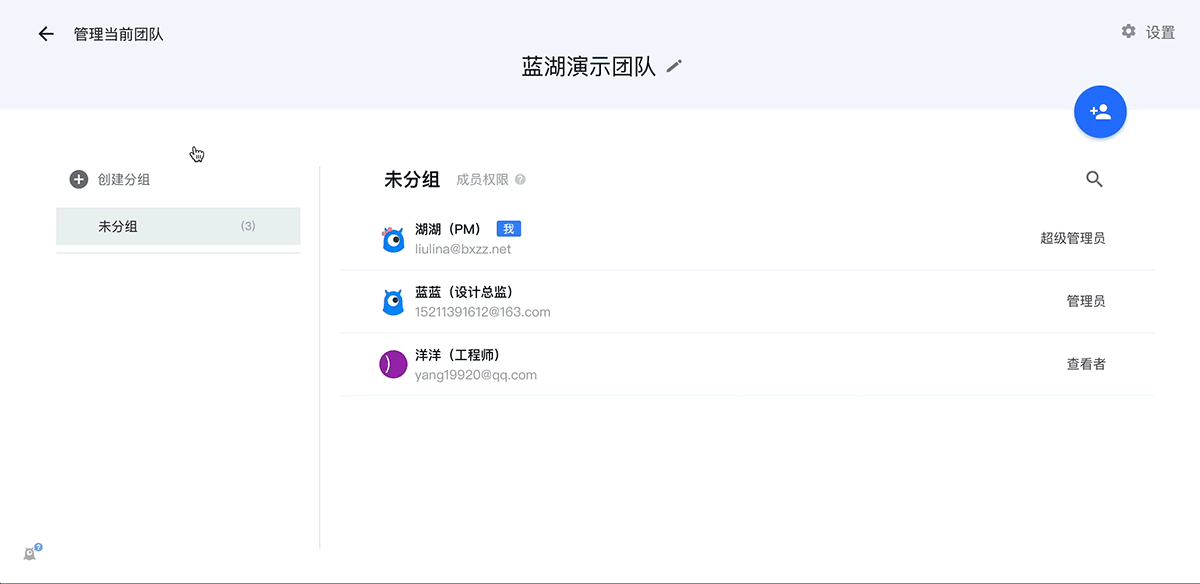 管理当前团队
设置
蓝湖演示团队
创建分组
未分组 (3)
未分组 成员权限 ?
湖湖（PM） 我
liulina@bxzz.net
超级管理员
蓝蓝（设计总监）
15211391612@163.com
管理员
洋洋（工程师）
yang19920@qq.com
查看者
?